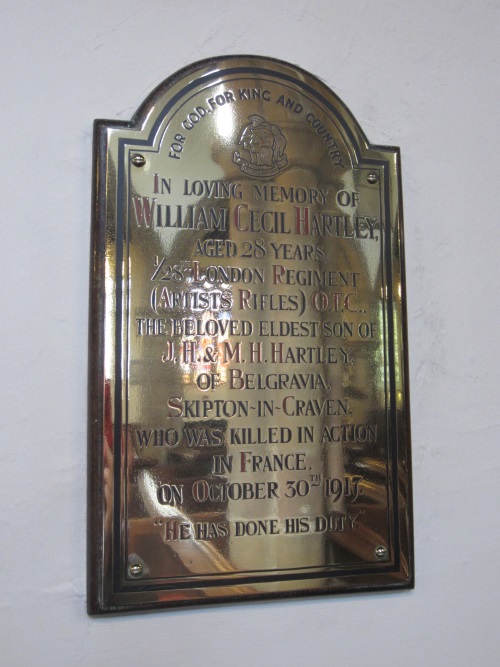 FOR GOD, FOR KING AND COUNTRY
IN LOVING MEMORY OF
WILLIAM CECIL HARTLEY,
AGED 28 YEARS,
1/28TH LONDON REGIMENT
(ARTISTS RIFLES) O.T.C.,
THE BELOVED ELDEST SON OF
J. H. & M. H. HARTLEY,
OF BELGRAVIA,
SKIPTON-IN-CRAVEN,
WHO WAS KILLED IN ACTION
IN FRANCE,
ON OCTOBER 30TH 1917.
"HE HAS DONE HIS DUTY."